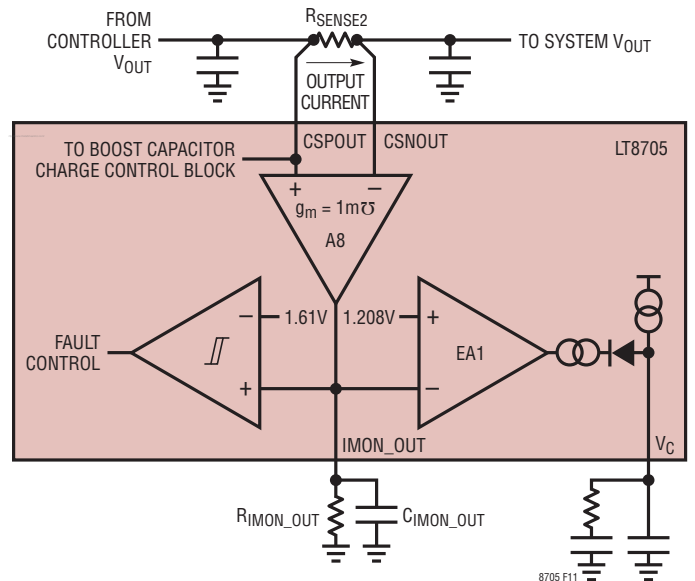 FROM
CONTROLLER
VOUT
RSENSE2
TO SYSTEM VOUT
OUTPUT
CURRENT
CSPOUT
CSNOUT
LT8705
TO BOOST CAPACITOR
CHARGE CONTROL BLOCK
+
−
gm = 1m℧
A8
−
1.61V
1.208V
+
FAULT
CONTROL
EA1
+
−
IMON_OUT
VC
RIMON_OUT
CIMON_OUT
8705 F11